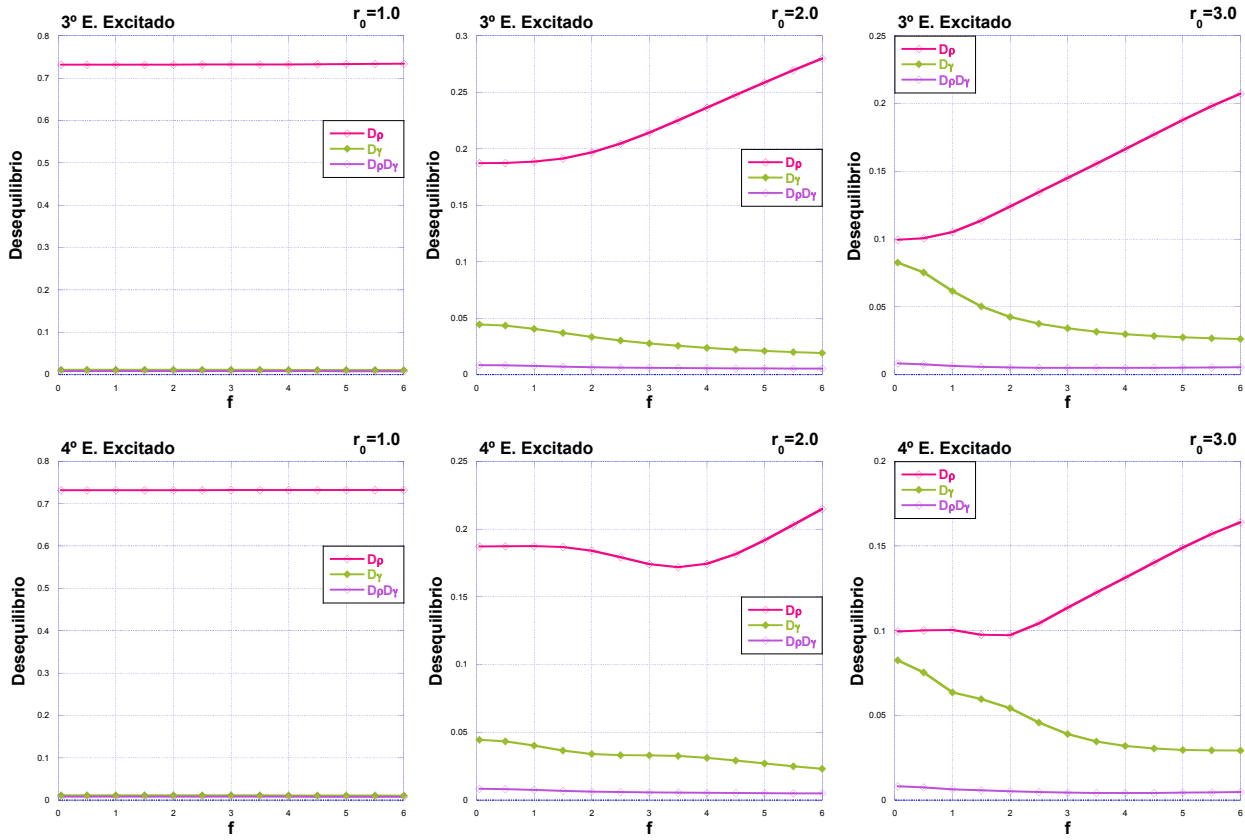 3º E. Excitado r0=1.0
Desequilibrio
0.8
0.7
0.6
0.5
0.4
0.3
0.2
0.1
0
Dρ
Dγ
DρDγ
0 1 2 3 4 5 6
f
3º E. Excitado r0=2.0
Desequilibrio
0.3
0.25
0.2
0.15
0.1
0.05
0
Dρ
Dγ
DρDγ
0 1 2 3 4 5 6
f
3º E. Excitado r0=3.0
Desequilibrio
0.25
0.2
0.15
0.1
0.05
0
Dρ
Dγ
DρDγ
0 1 2 3 4 5 6
f
4º E. Excitado r0=1.0
Desequilibrio
0.8
0.7
0.6
0.5
0.4
0.3
0.2
0.1
0
Dρ
Dγ
DρDγ
0 1 2 3 4 5 6
f
4º E. Excitado r0=2.0
Desequilibrio
0.25
0.2
0.15
0.1
0.05
0
Dρ
Dγ
DρDγ
0 1 2 3 4 5 6
f
4º E. Excitado r0=3.0
Desequilibrio
0.2
0.15
0.1
0.05
0
Dρ
Dγ
DρDγ
0 1 2 3 4 5 6
f